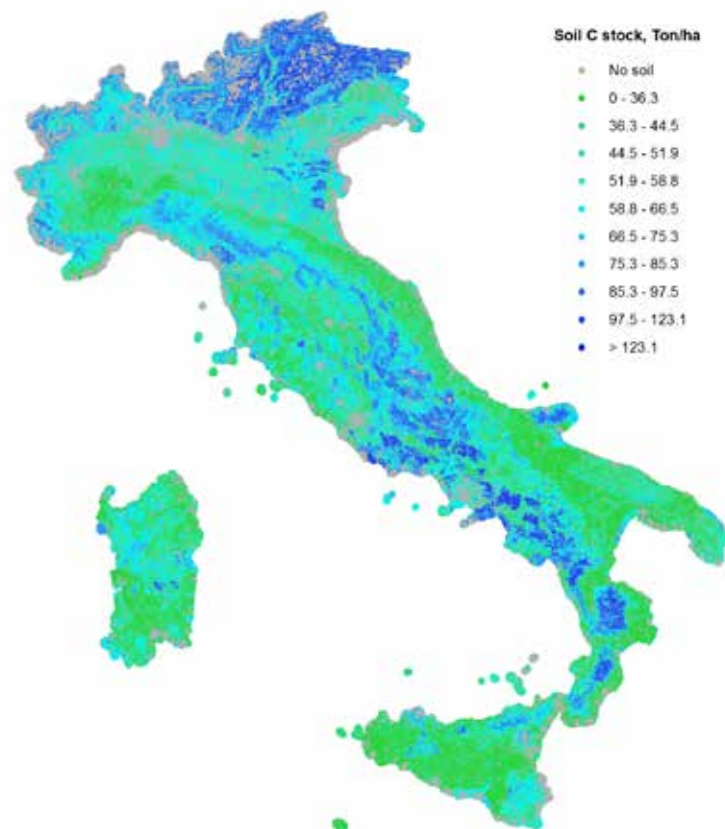 Soil C stock, Ton/ha
No soil
0 - 36.3
36.3 - 44.5
44.5 - 51.9
51.9 - 58.8
58.8 - 66.5
66.5 - 75.3
75.3 - 85.3
85.3 - 97.5
97.5 - 123.1
> 123.1